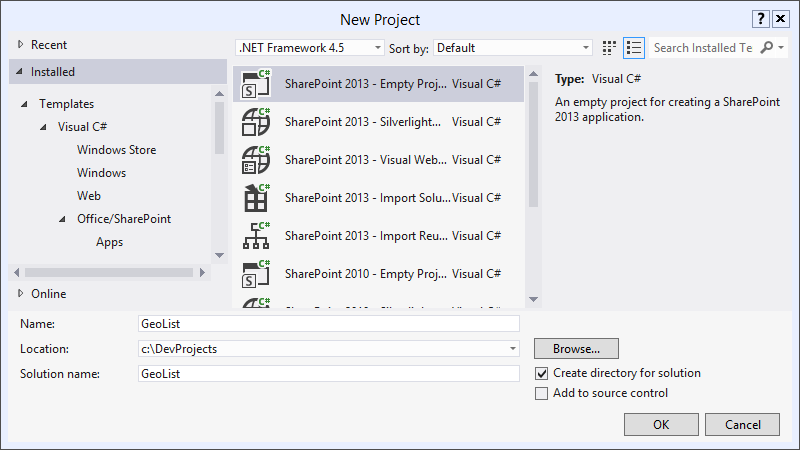 New Project
?
Recent
.NET Framework 4.5 Sort by: Default Search Installed Te
Installed
Templates
Visual C#
Windows Store
Windows
Web
Office/SharePoint
Apps
Online
C# S SharePoint 2013 - Empty Proj... Visual C#
C# SharePoint 2013 - Silverlight... Visual C#
C# SharePoint 2013 - Visual Web... Visual C#
C# SharePoint 2013 - Import Solu... Visual C#
C# SharePoint 2013 - Import Reu... Visual C#
C# S SharePoint 2010 - Empty Proj... Visual C#
Type: Visual C#
An empty project for creating a SharePoint
2013 application.
Name: GeoList
Location: c:\DevProjects Browse...
Solution name: GeoList
Create directory for solution
Add to source control
OK Cancel